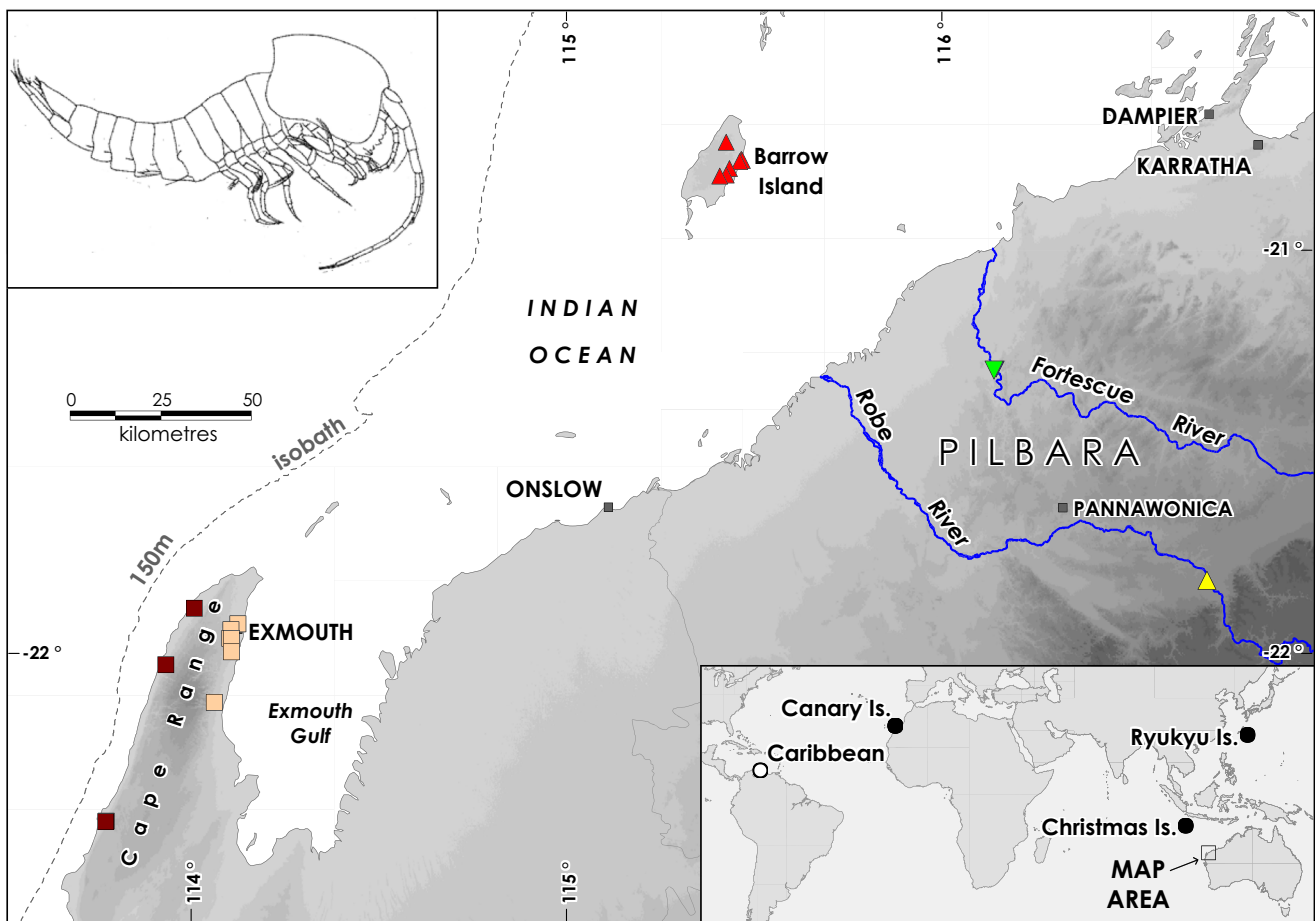 115°
116°
DAMPIER
KARRATHA
Barrow
Island
-21°
INDIAN
OCEAN
Fortescue
River
Robe
River
PILBARA
0 25 50
kilometres
isobath
150m
ONSLOW
PANNAWONICA
Cape Range
EXMOUTH
-22°
-22°
Exmouth
Gulf
114°
115°
Canary Is.
Caribbean
Ryukyu Is.
Christmas Is.
MAP
AREA